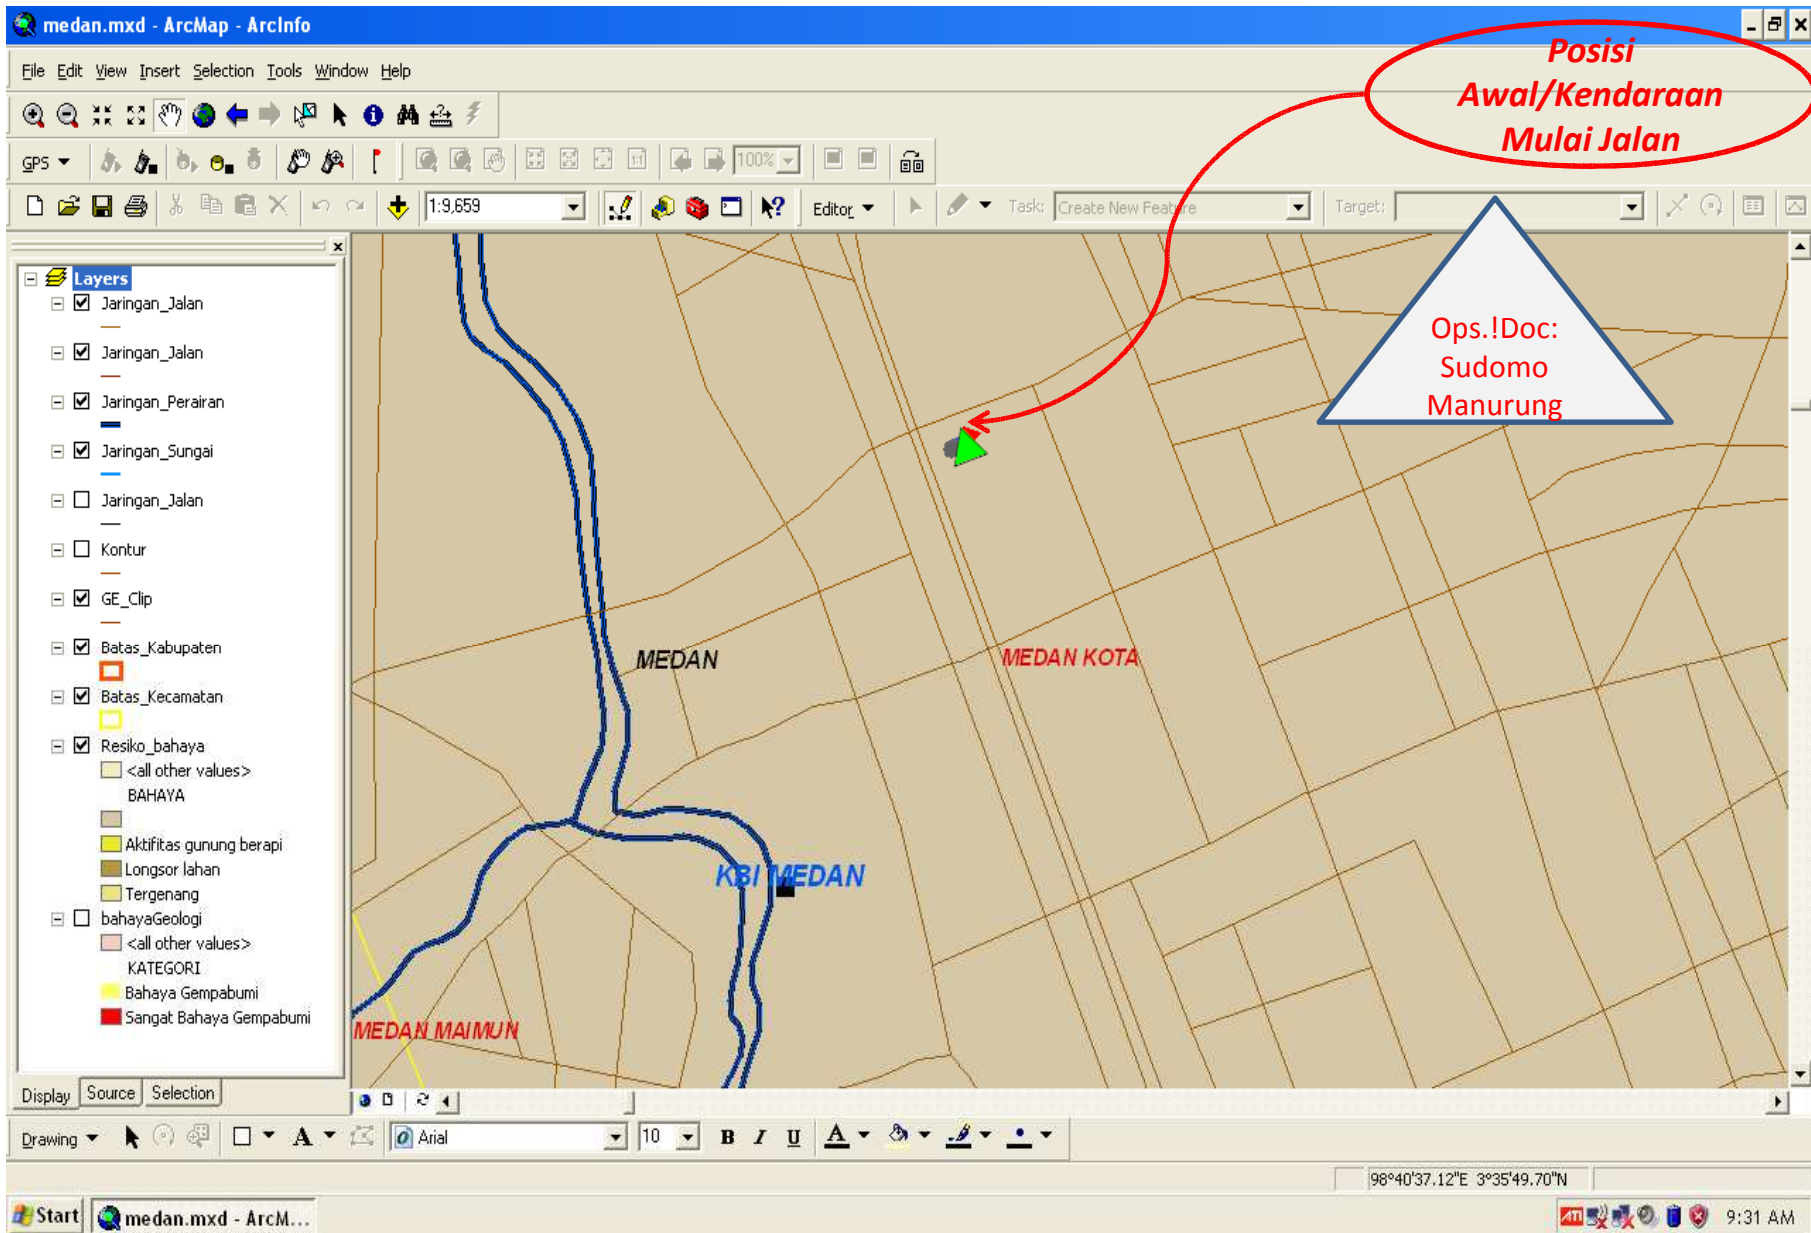 medan.mxd - ArcMap - ArcInfo
File Edit View Insert Selection Tools Window Help
Posisi
Awal/Kendaraan
Mulai Jalan
GPS
1:1
100%
1:9,659
Editor
Task:
Create New Feature
Target:
Ops.!Doc:
Sudomo
Manurung
Layers
Jaringan_Jalan
Jaringan_Jalan
Jaringan_Perairan
Jaringan_Sungai
Jaringan_Jalan
Kontur
GE_Clip
Batas_Kabupaten
Batas_Kecamatan
Resiko_bahaya
<all other values>
BAHAYA
Aktifitas gunung berapi
Longsor lahan
Tergenang
bahayaGeologi
<all other values>
KATEGORI
Bahaya Gempabumi
Sangat Bahaya Gempabumi
MEDAN
MEDAN KOTA
KBI MEDAN
MEDAN MAIMUN
Display Source Selection
Drawing
A
Arial
10
B I U A
98°40'37.12"E 3°35'49.70"N
Start
medan.mxd - ArcM...
ATI
9:31 AM